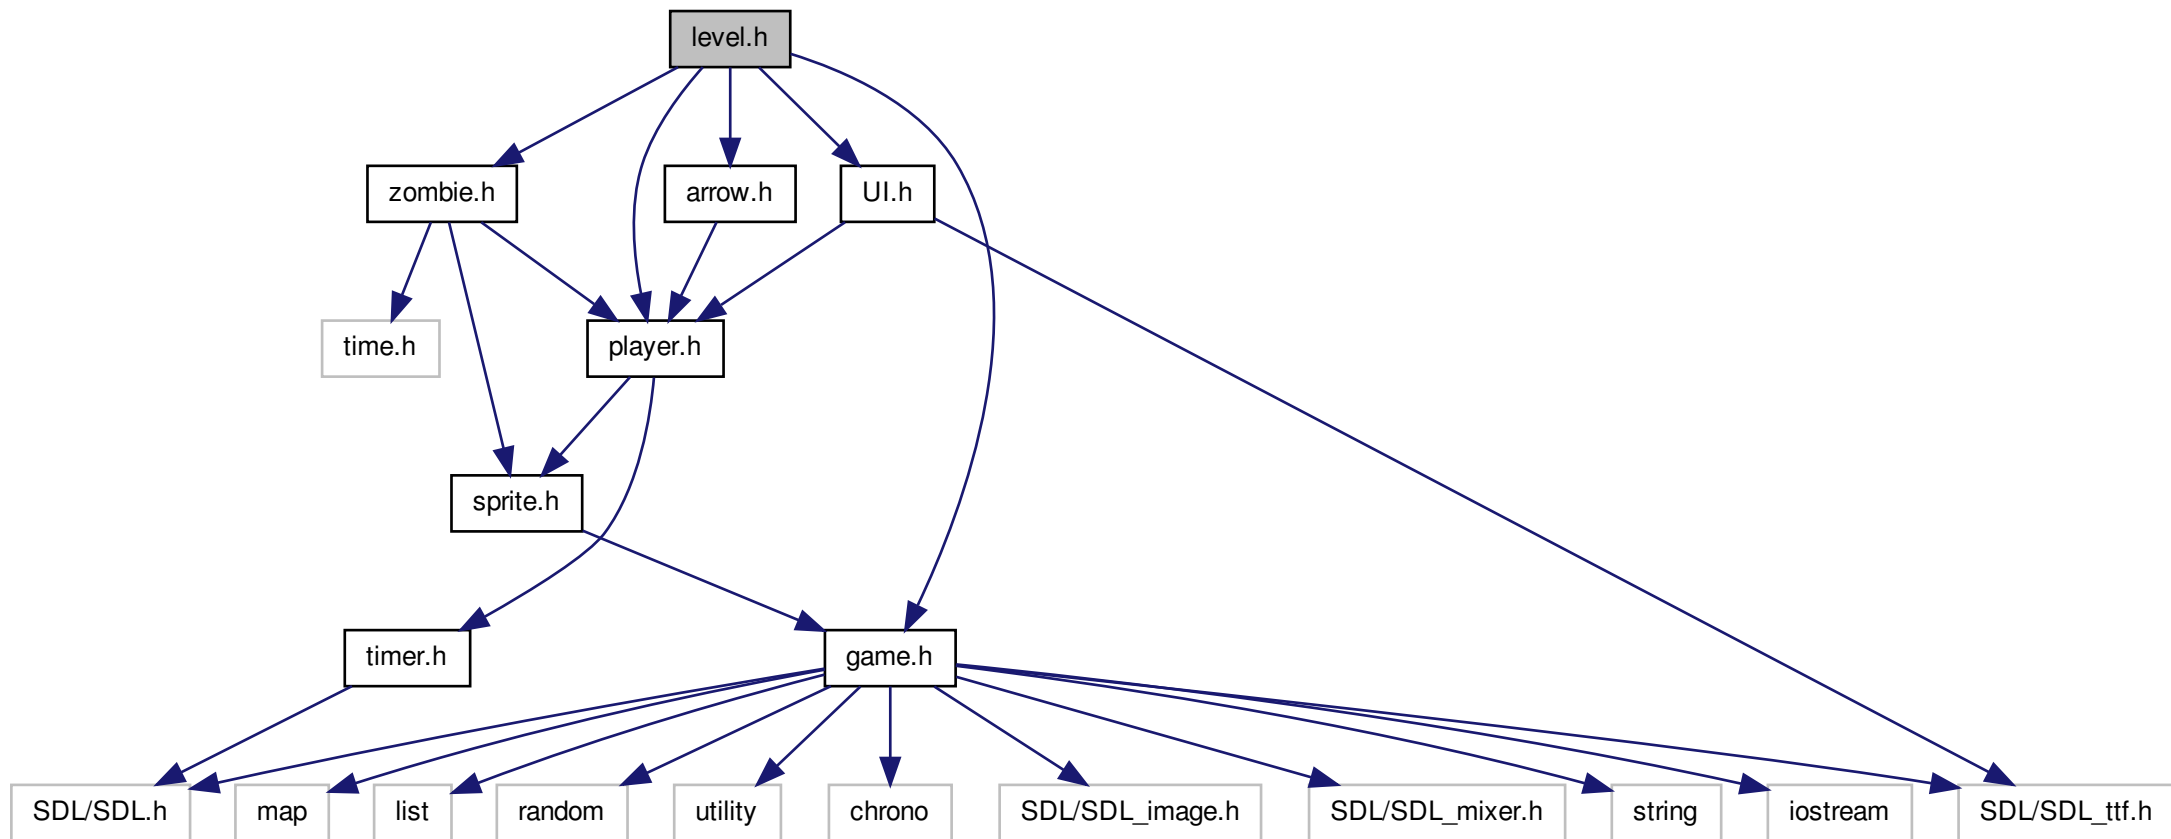 level.h
zombie.h
arrow.h
UI.h
time.h
player.h
sprite.h
timer.h
game.h
SDL/SDL.h
map
list
random
utility
chrono
SDL/SDL_image.h
SDL/SDL_mixer.h
string
iostream
SDL/SDL_ttf.h